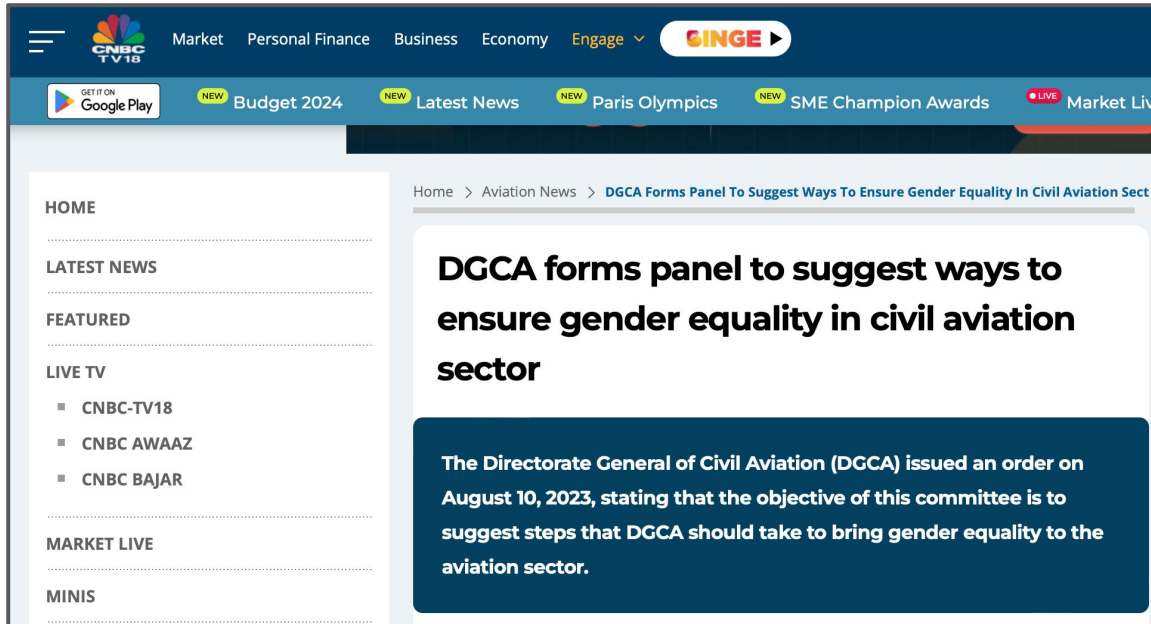 CNBC
TV18
Market Personal Finance Business Economy Engage BINGE
GET IT ON
Google Play
NEW Budget 2024 NEW Latest News NEW Paris Olympics NEW SME Champion Awards LIVE Market Liv
Home > Aviation News > DGCA Forms Panel To Suggest Ways To Ensure Gender Equality In Civil Aviation Sect
HOME
LATEST NEWS
FEATURED
LIVE TV
CNBC-TV18
CNBC AWAAZ
CNBC BAJAR
MARKET LIVE
MINIS
DGCA forms panel to suggest ways to
ensure gender equality in civil aviation
sector
The Directorate General of Civil Aviation (DGCA) issued an order on
August 10, 2023, stating that the objective of this committee is to
suggest steps that DGCA should take to bring gender equality to the
aviation sector.